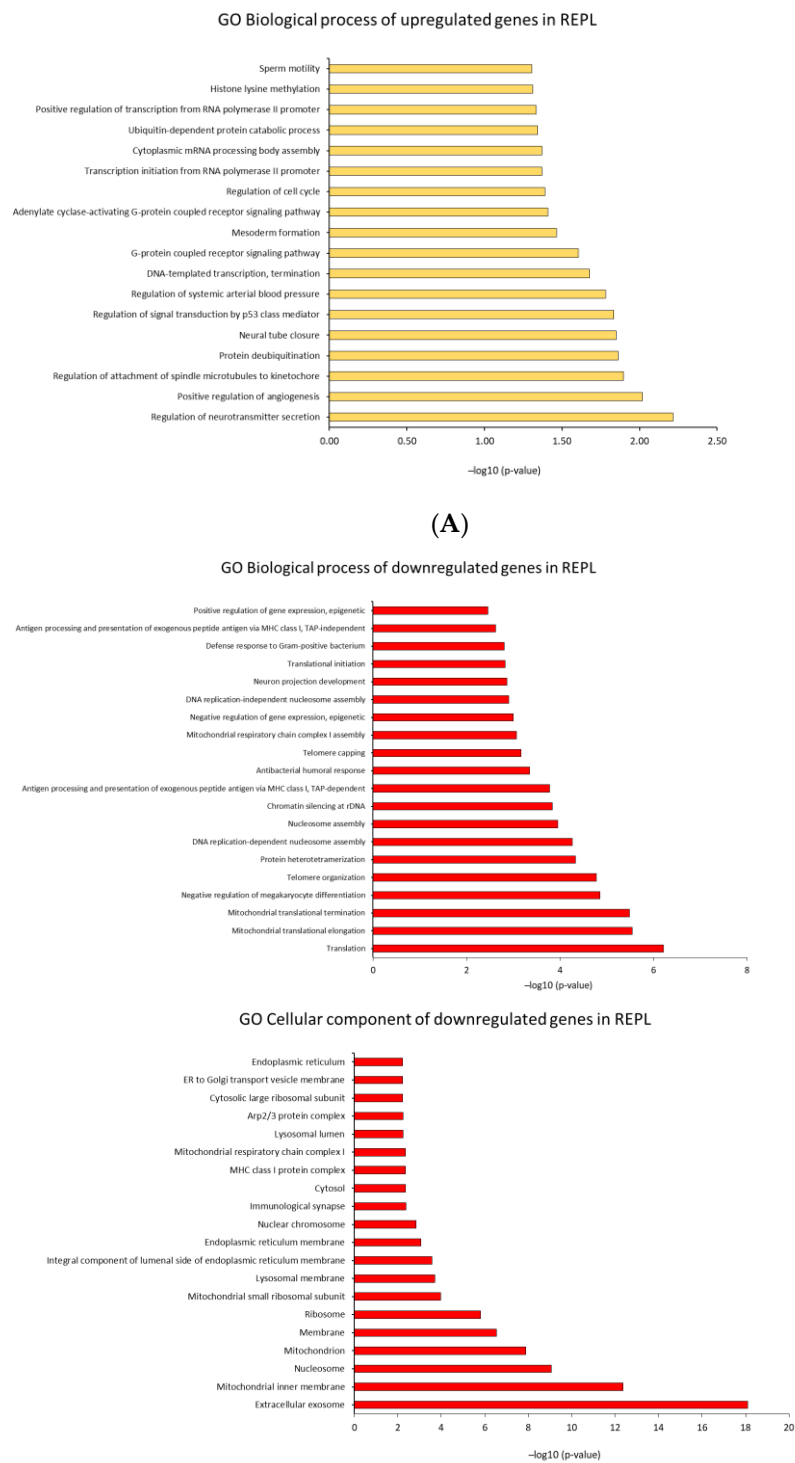 GO Biological process of upregulated genes in REPL
Sperm motility
Histone lysine methylation
Positive regulation of transcription from RNA polymerase II promoter
Ubiquitin-dependent protein catabolic process
Cytoplasmic mRNA processing body assembly
Transcription initiation from RNA polymerase II promoter
Regulation of cell cycle
Adenylate cyclase-activating G-protein coupled receptor signaling pathway
Mesoderm formation
G-protein coupled receptor signaling pathway
DNA-templated transcription, termination
Regulation of systemic arterial blood pressure
Regulation of signal transduction by p53 class mediator
Neural tube closure
Protein deubiquitination
Regulation of attachment of spindle microtubules to kinetochore
Positive regulation of angiogenesis
Regulation of neurotransmitter secretion
0.00 0.50 1.00 1.50 2.00 2.50
–log10 (p-value)
(A)
GO Biological process of downregulated genes in REPL
Positive regulation of gene expression, epigenetic
Antigen processing and presentation of exogenous peptide antigen via MHC class I, TAP-independent
Defense response to Gram-positive bacterium
Translational initiation
Neuron projection development
DNA replication-independent nucleosome assembly
Negative regulation of gene expression, epigenetic
Mitochondrial respiratory chain complex I assembly
Telomere capping
Antibacterial humoral response
Antigen processing and presentation of exogenous peptide antigen via MHC class I, TAP-dependent
Chromatin silencing at rDNA
Nucleosome assembly
DNA replication-dependent nucleosome assembly
Protein heterotetramerization
Telomere organization
Negative regulation of megakaryocyte differentiation
Mitochondrial translational termination
Mitochondrial translational elongation
Translation
0 2 4 6 8
–log10 (p-value)
GO Cellular component of downregulated genes in REPL
Endoplasmic reticulum
ER to Golgi transport vesicle membrane
Cytosolic large ribosomal subunit
Arp2/3 protein complex
Lysosomal lumen
Mitochondrial respiratory chain complex I
MHC class I protein complex
Cytosol
Immunological synapse
Nuclear chromosome
Endoplasmic reticulum membrane
Integral component of lumenal side of endoplasmic reticulum membrane
Lysosomal membrane
Mitochondrial small ribosomal subunit
Ribosome
Membrane
Mitochondrion
Nucleosome
Mitochondrial inner membrane
Extracellular exosome
0 2 4 6 8 10 12 14 16 18 20
–log10 (p-value)